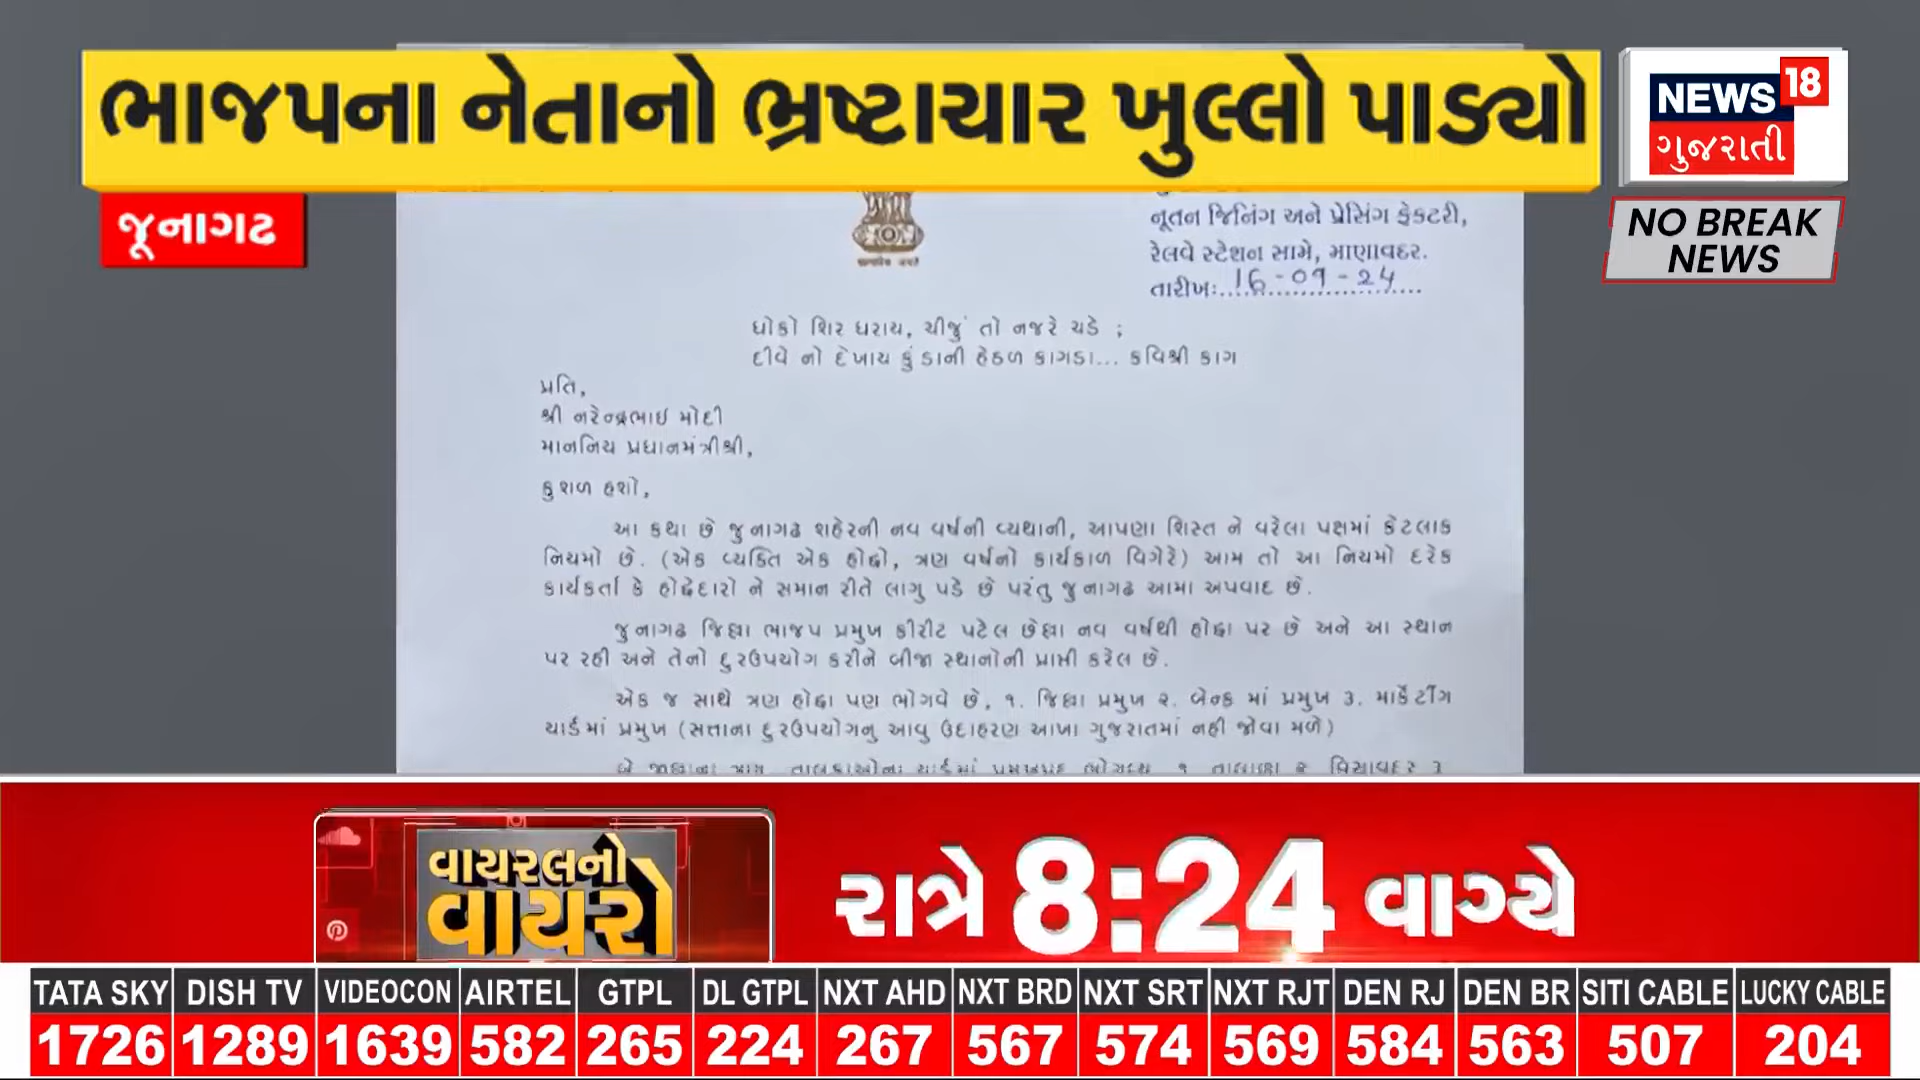 ભાજપના નેતાનો ભ્રષ્ટાચાર ખુલ્લો પાડ્યો
NEWS 18
ગુજરાતી
જૂનાગઢ
NO BREAK
NEWS
નૂતન જિનિંગ અને પ્રેસિંગ ફેકટરી,
રેલવે સ્ટેશન સામે, માણાવદર.
તારીખ:16-09-24
ધોકો શિર ધરાય, ચીજું તો નજરે ચડે ;
દીવે નો દેખાય કુંડાની હેઠળ કાગડા... કવિશ્રી કાગ
પ્રતિ,
શ્રી નરેન્દ્રભાઇ મોદી
માનનિય પ્રધાનમંત્રીશ્રી,
કુશળ હશો,
આ કથા છે જુનાગઢ શહેરની નવ વર્ષની વ્યથાની, આપણા શિસ્ત ને વરેલા પક્ષમાં કેટલાક
નિયમો છે. (એક વ્યક્તિ એક હોદ્દો, ત્રણ વર્ષનો કાર્યકાળ વિગેરે) આમ તો આ નિયમો દરેક
કાર્યકર્તા કે હોદ્દેદારો ને સમાન રીતે લાગુ પડે છે પરંતુ જુનાગઢ આમા અપવાદ છે.
જુનાગઢ જિલ્લા ભાજપ પ્રમુખ કીરીટ પટેલ છેલ્લા નવ વર્ષથી હોદ્દા પર છે અને આ સ્થાન
પર રહી અને તેનો દુરઉપયોગ કરીને બીજા સ્થાનોની પ્રાપ્તી કરેલ છે.
એક જ સાથે ત્રણ હોદ્દા પણ ભોગવે છે, ૧. જિલ્લા પ્રમુખ ૨. બેન્ક માં પ્રમુખ ૩. માર્કેટીંગ
યાર્ડમાં પ્રમુખ (સત્તાના દુરઉપયોગનુ આવુ ઉદાહરણ આખા ગુજરાતમાં નહી જોવા મળે)
વાયરલનો
વાયરો
રાત્રે 8:24 વાગ્યે
TATA SKY DISH TV VIDEOCON AIRTEL GTPL DL GTPL NXT AHD NXT BRD NXT SRT NXT RJT DEN RJ DEN BR SITI CABLE LUCKY CABLE
1726 1289 1639 582 265 224 267 567 574 569 584 563 507 204